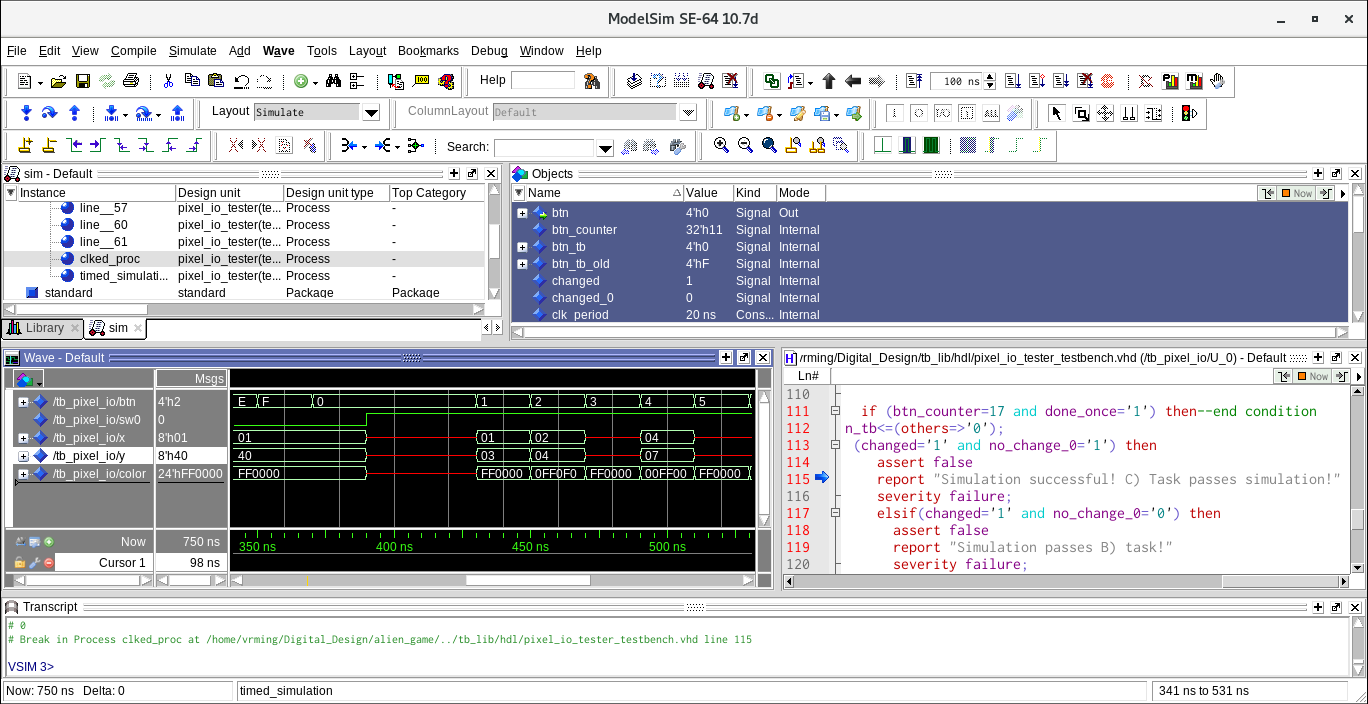 ModelSim SE-64 10.7d
File Edit View Compile Simulate Add Wave Tools Layout Bookmarks Debug Window Help
Help 100 ns
Layout Simulate ColumnLayout Default ALL
Search:
sim - Default
Instance Design unit Design unit type Top Category
line__57 pixel_io_tester(te... Process -
line__60 pixel_io_tester(te... Process -
line__61 pixel_io_tester(te... Process -
clked_proc pixel_io_tester(te... Process -
timed_simulati... pixel_io_tester(te... Process -
standard standard Package Package
Library sim
Objects
Name Value Kind Mode Now
btn 4'h0 Signal Out
btn_counter 32'h11 Signal Internal
btn_tb 4'h0 Signal Internal
btn_tb_old 4'hF Signal Internal
changed 1 Signal Internal
changed_0 0 Signal Internal
clk_period 20 ns Cons... Internal
Wave - Default
Msgs
/tb_pixel_io/btn 4'h2 E F 0 1 2 3 4 5
/tb_pixel_io/sw0 0
/tb_pixel_io/x 8'h01 01 01 02 04
/tb_pixel_io/y 8'h40 40 03 04 07
/tb_pixel_io/color 24'hFF0000 FF0000 FF0000 0FF0F0 FF0000 00FF00 FF0000
Now 750 ns 350 ns 400 ns 450 ns 500 ns
Cursor 1 98 ns
/rming/Digital_Design/tb_lib/hdl/pixel_io_tester_testbench.vhd (/tb_pixel_io/U_0) - Default
Ln# Now
110
111 if (btn_counter=17 and done_once='1') then--end condition
112 n_tb<=(others=>'0');
113 (changed='1' and no_change_0='1') then
114 assert false
115 report "Simulation successful! C) Task passes simulation!"
116 severity failure;
117 elsif(changed='1' and no_change_0='0') then
118 assert false
119 report "Simulation passes B) task!"
120 severity failure;
Transcript
# 0
# Break in Process clked_proc at /home/vrming/Digital_Design/alien_game/../tb_lib/hdl/pixel_io_tester_testbench.vhd line 115
VSIM 3>
Now: 750 ns Delta: 0 timed_simulation 341 ns to 531 ns